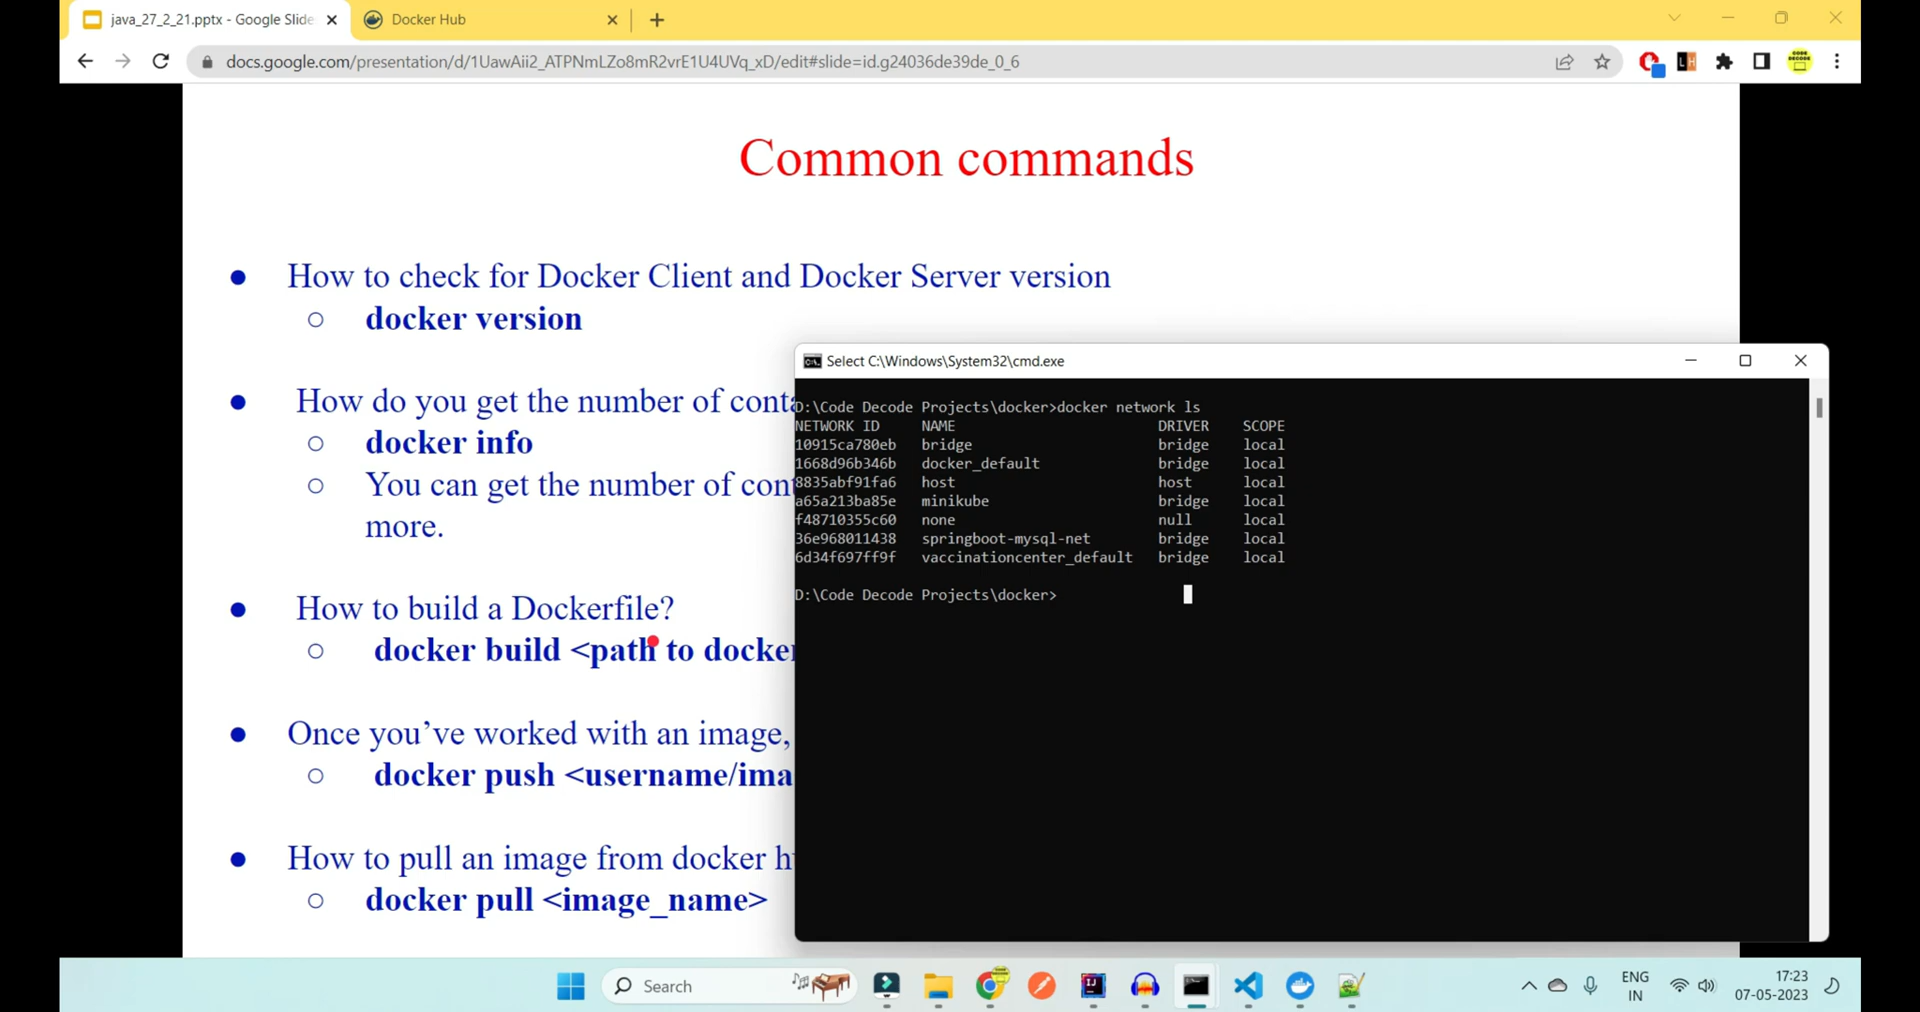 java_27_2_21.pptx - Google Slide
Docker Hub
docs.google.com/presentation/d/1UawAii2_ATPNmLZo8mR2vrE1U4UVq_xD/edit#slide=id.g24036de39de_0_6
Common commands
How to check for Docker Client and Docker Server version
docker version
How do you get the number of conta
docker info
You can get the number of cont
more.
How to build a Dockerfile?
docker build <path to docker
Once you’ve worked with an image,
docker push <username/ima
How to pull an image from docker h
docker pull <image_name>
Select C:\Windows\System32\cmd.exe
D:\Code Decode Projects\docker>docker network ls
NETWORK ID NAME DRIVER SCOPE
10915ca780eb bridge bridge local
1668d96b346b docker_default bridge local
8835abf91fa6 host host local
a65a213ba85e minikube bridge local
f48710355c60 none null local
36e968011438 springboot-mysql-net bridge local
6d34f697ff9f vaccinationcenter_default bridge local
D:\Code Decode Projects\docker>
Search
ENG
IN
17:23
07-05-2023